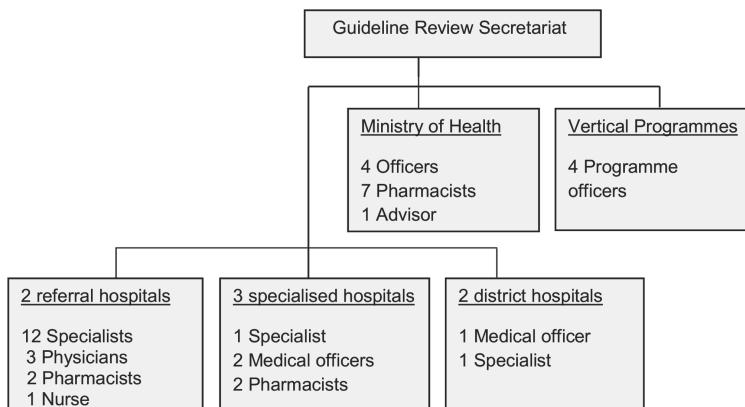 Guideline Review Secretariat
Ministry of Health
4 Officers
7 Pharmacists
1 Advisor
Vertical Programmes
4 Programme
officers
2 referral hospitals
12 Specialists
3 Physicians
2 Pharmacists
1 Nurse
3 specialised hospitals
1 Specialist
2 Medical officers
2 Pharmacists
2 district hospitals
1 Medical officer
1 Specialist